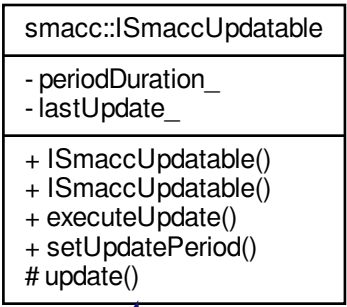 smacc::ISmaccUpdatable
- periodDuration_
- lastUpdate_
+ ISmaccUpdatable()
+ ISmaccUpdatable()
+ executeUpdate()
+ setUpdatePeriod()
# update()